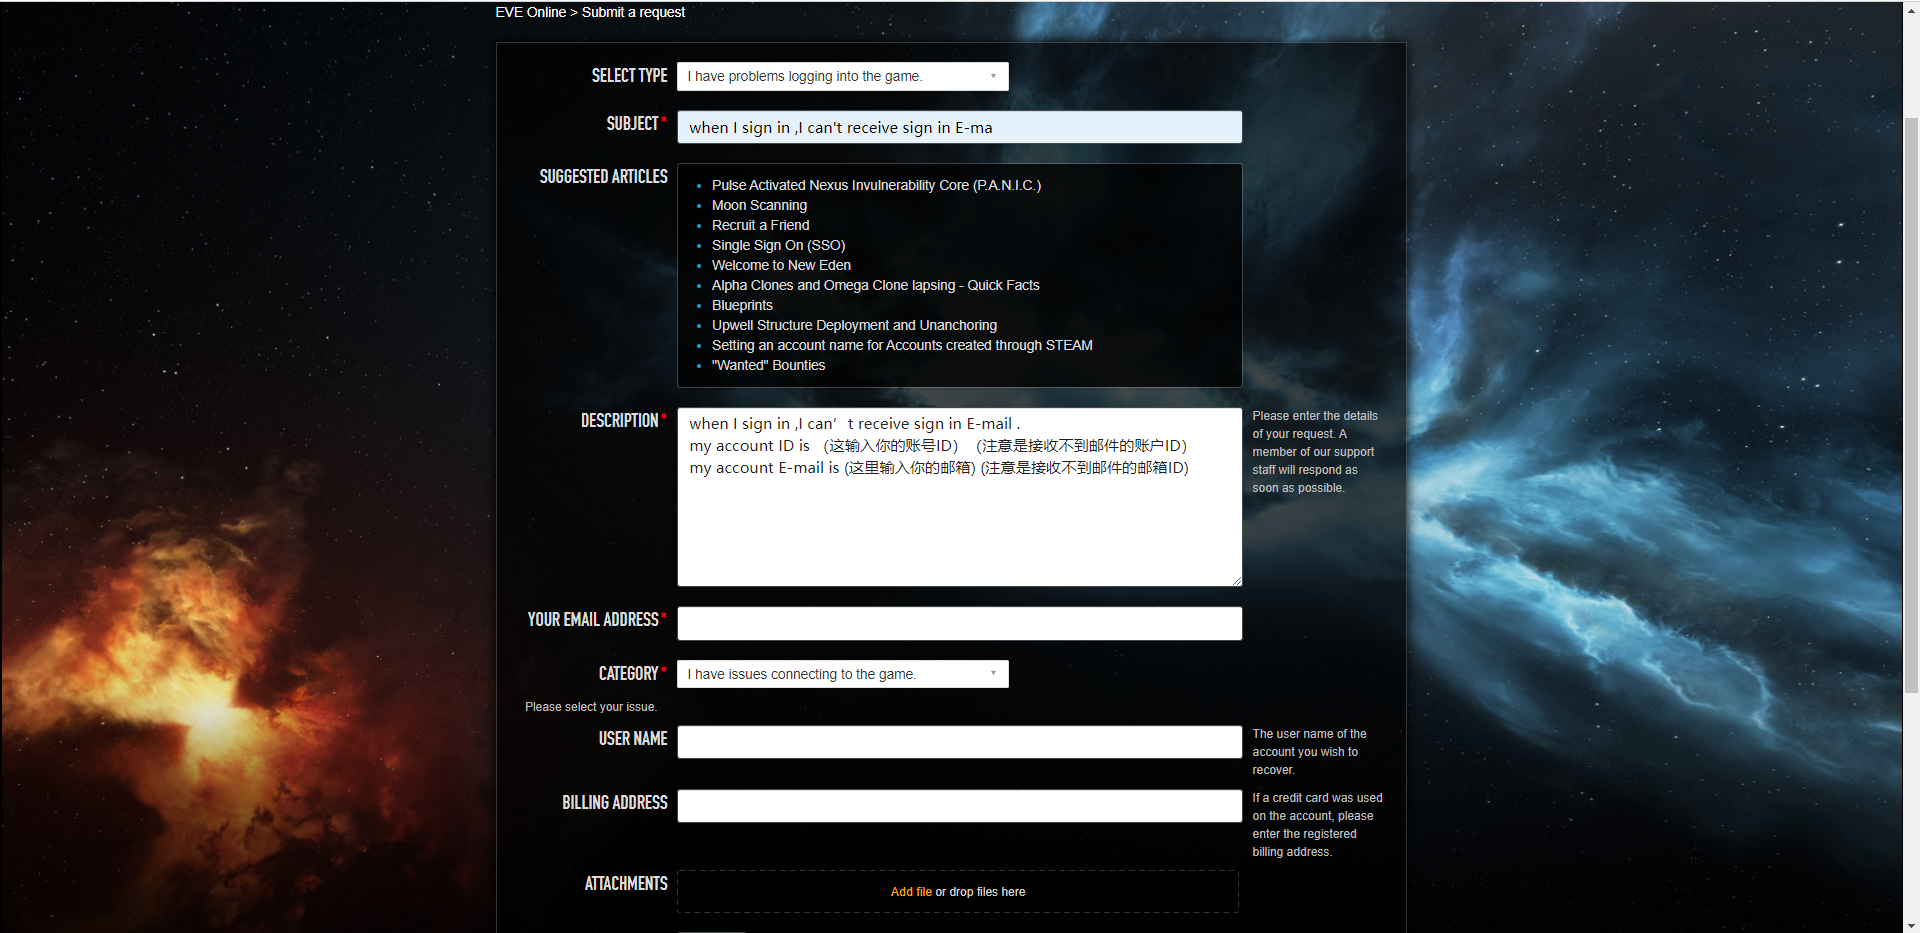 EVE Online > Submit a request
SELECT TYPE
I have problems logging into the game.
SUBJECT*
when I sign in ,I can't receive sign in E-ma
SUGGESTED ARTICLES
Pulse Activated Nexus Invulnerability Core (P.A.N.I.C.)
Moon Scanning
Recruit a Friend
Single Sign On (SSO)
Welcome to New Eden
Alpha Clones and Omega Clone lapsing - Quick Facts
Blueprints
Upwell Structure Deployment and Unanchoring
Setting an account name for Accounts created through STEAM
"Wanted" Bounties
DESCRIPTION*
when I sign in ,I can’t receive sign in E-mail .
my account ID is （这输入你的账号ID）（注意是接收不到邮件的账户ID）
my account E-mail is (这里输入你的邮箱) (注意是接收不到邮件的邮箱ID)
Please enter the details
of your request. A
member of our support
staff will respond as
soon as possible.
YOUR EMAIL ADDRESS*
CATEGORY*
I have issues connecting to the game.
Please select your issue.
USER NAME
The user name of the
account you wish to
recover.
BILLING ADDRESS
If a credit card was used
on the account, please
enter the registered
billing address.
ATTACHMENTS
Add file or drop files here